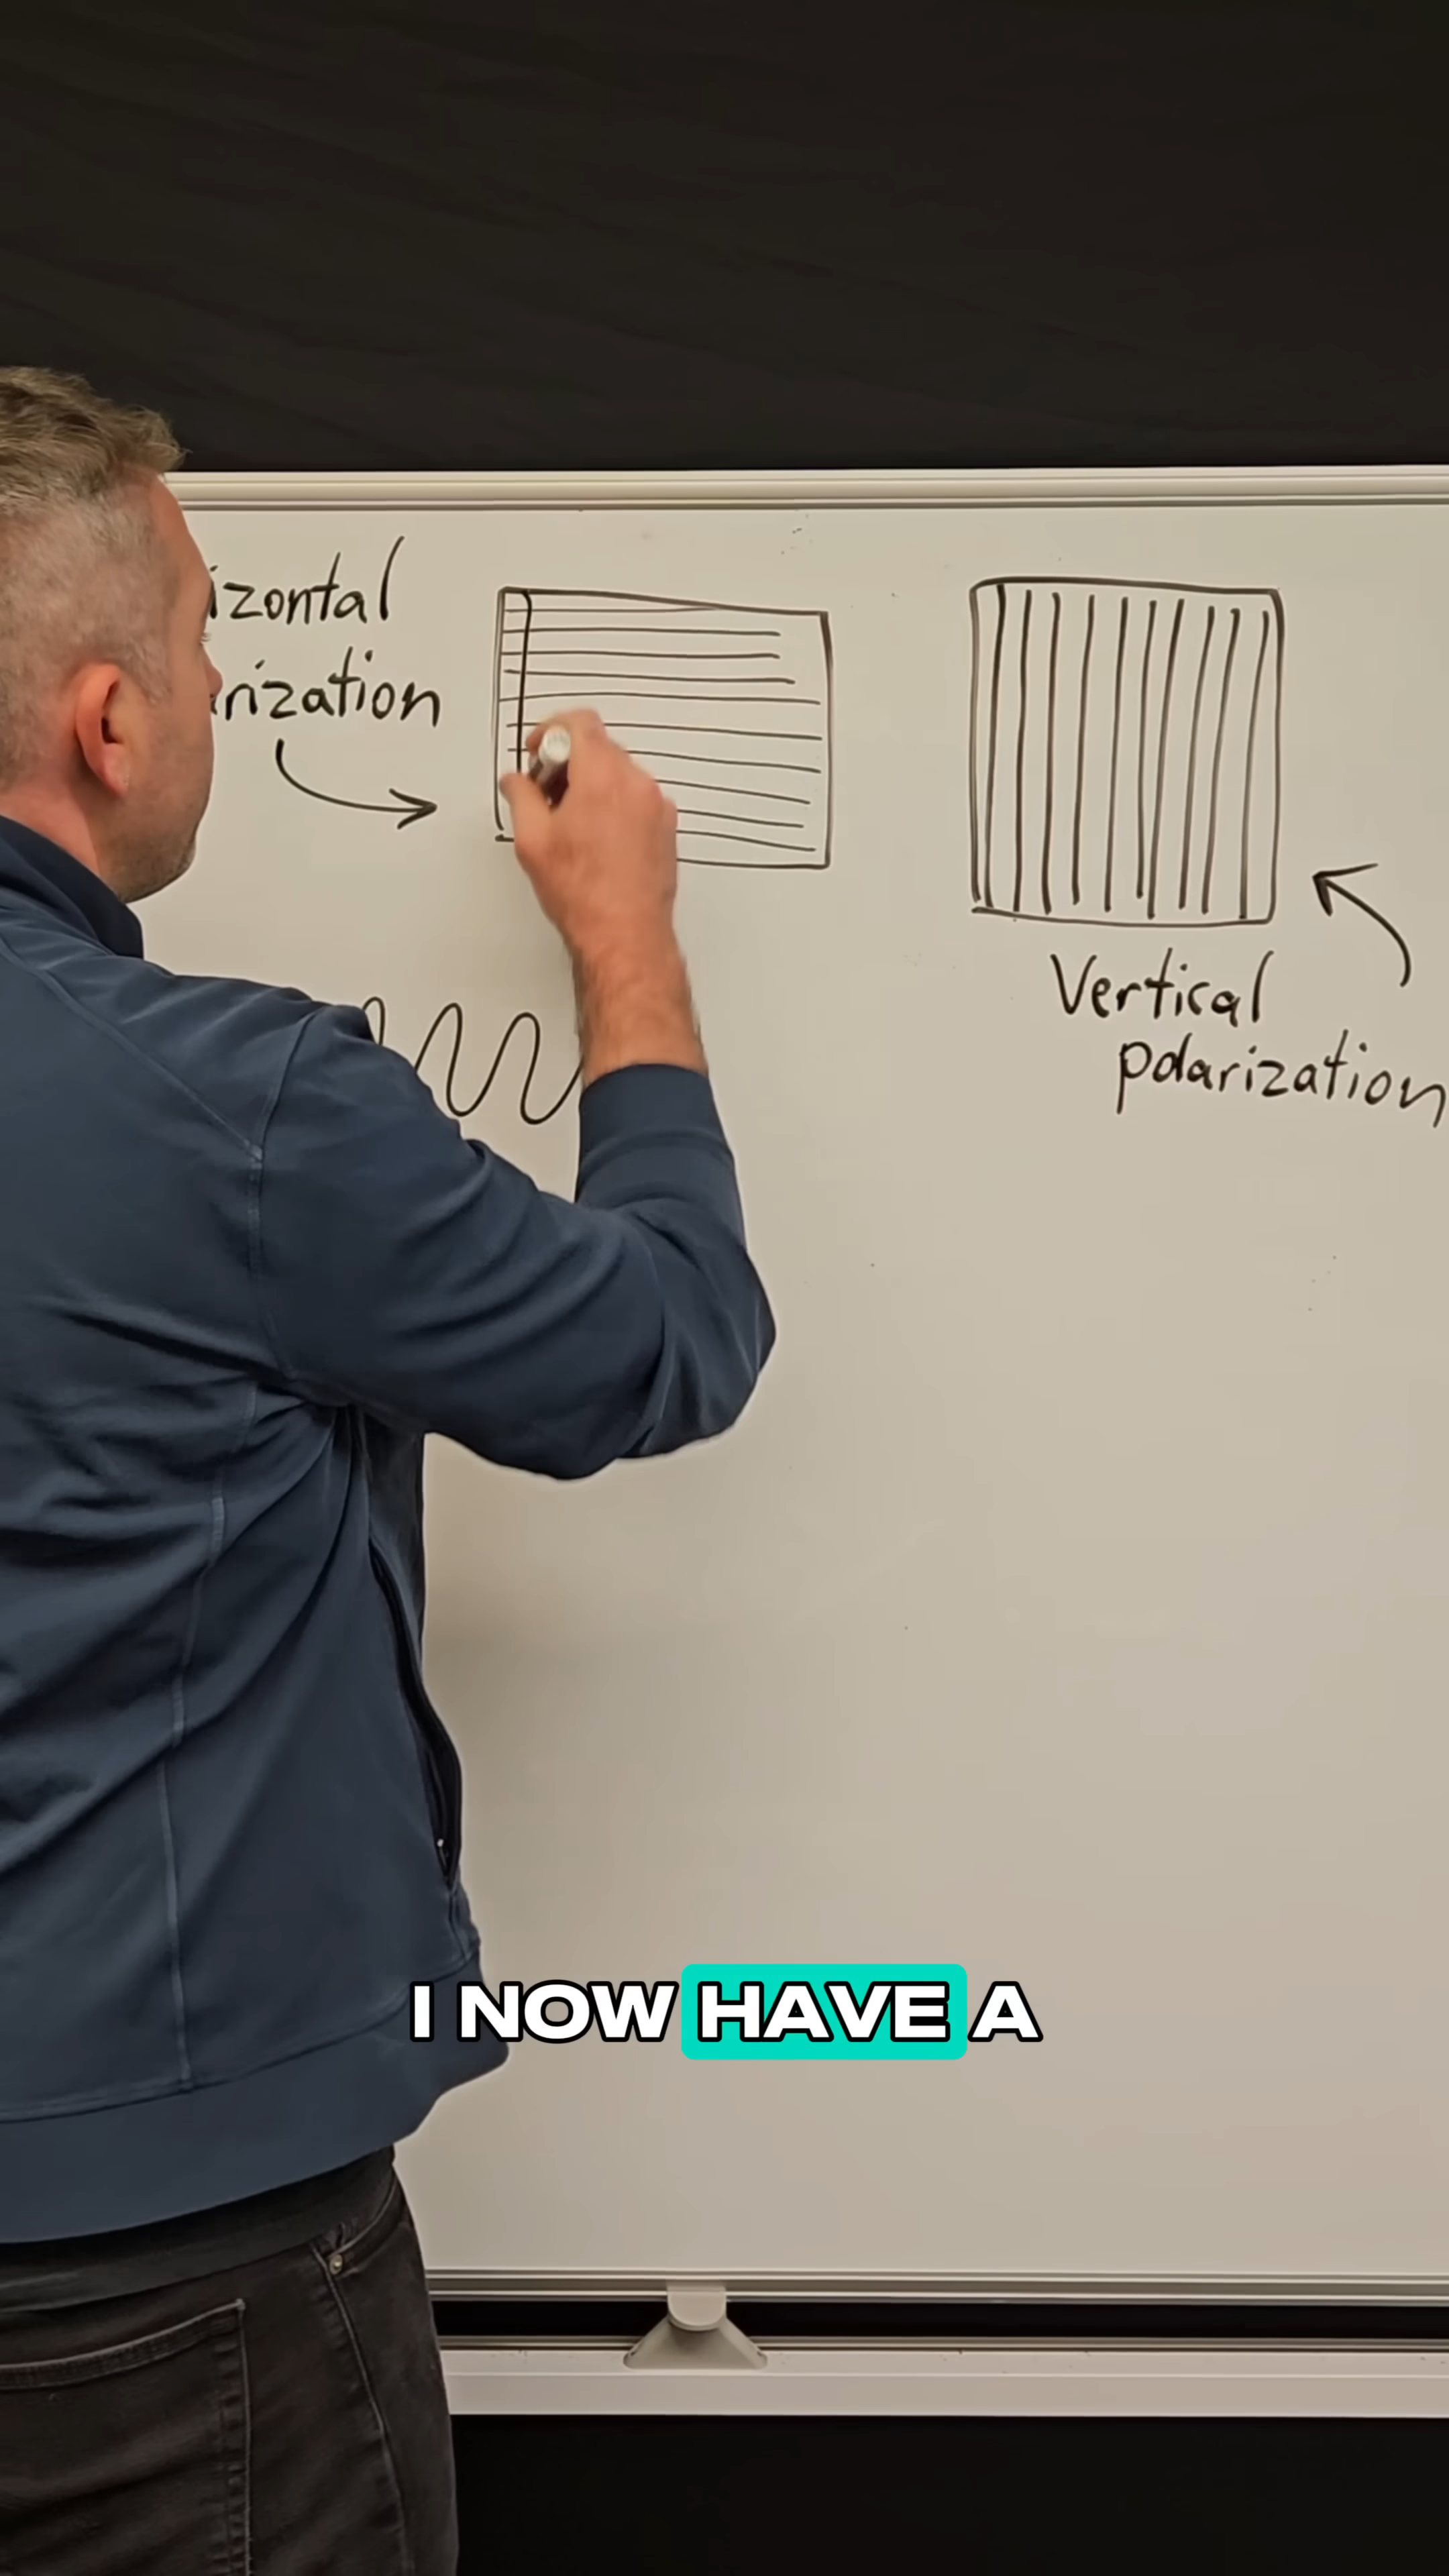 izontal
rization
Vertical
polarization
I NOW HAVE A